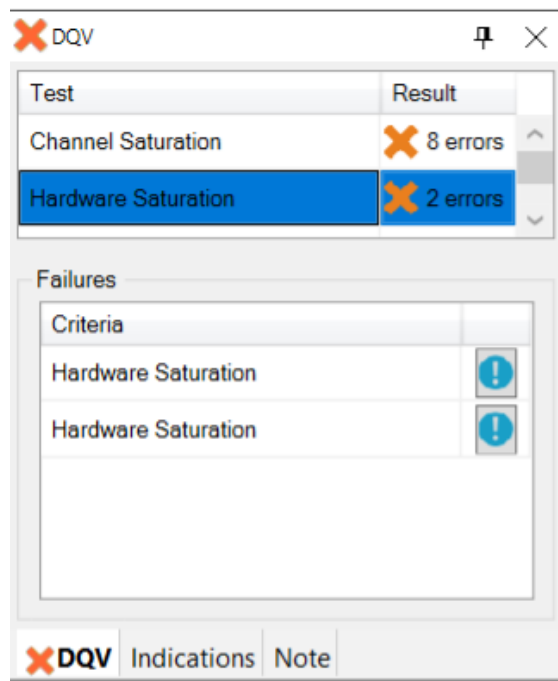 DQV
Test Result
Channel Saturation 8 errors
Hardware Saturation 2 errors
Failures
Criteria
Hardware Saturation
Hardware Saturation
DQV Indications Note